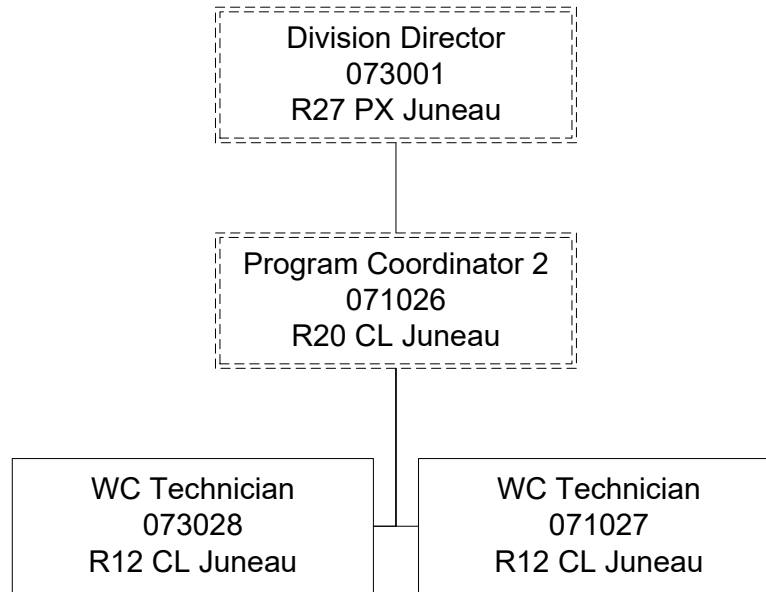 Division Director
073001
R27 PX Juneau
Program Coordinator 2
071026
R20 CL Juneau
WC Technician
073028
R12 CL Juneau
WC Technician
071027
R12 CL Juneau